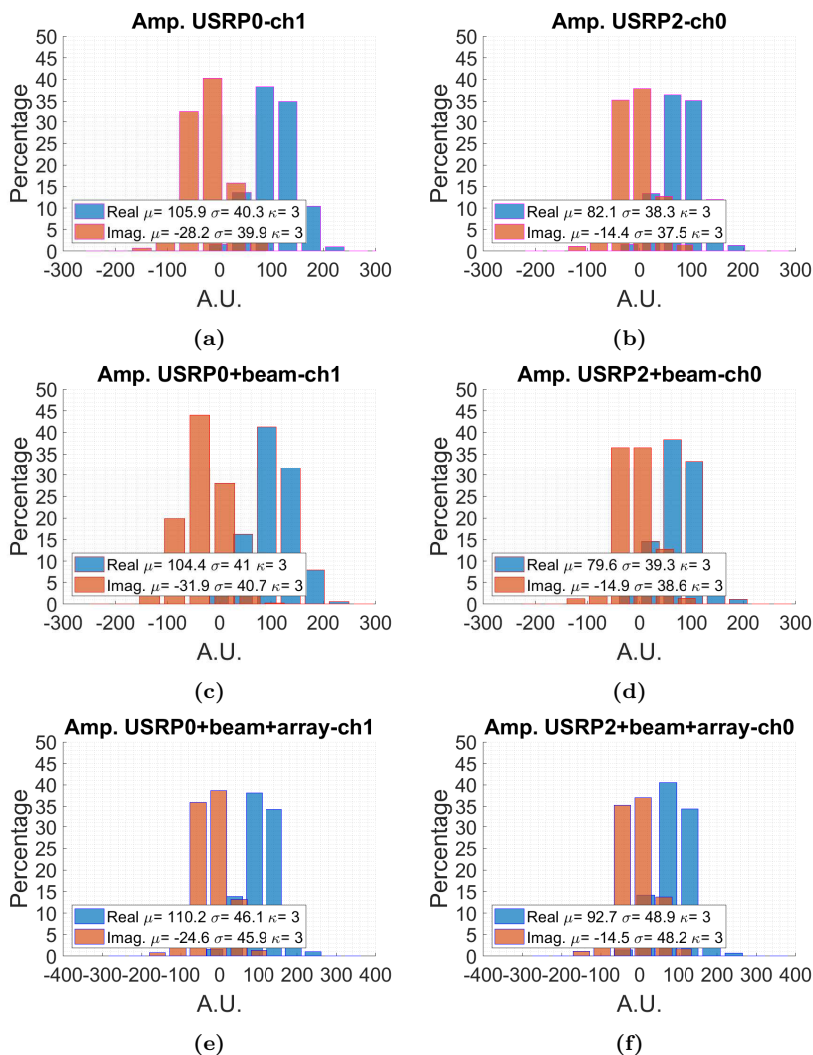 Amp. USRP0-ch1
Percentage
50
45
40
35
30
25
20
15
10
5
0
Real μ= 105.9 σ= 40.3 κ= 3
Imag. μ= -28.2 σ= 39.9 κ= 3
-300 -200 -100 0 100 200 300
A.U.
(a)
Amp. USRP2-ch0
Percentage
50
45
40
35
30
25
20
15
10
5
0
Real μ= 82.1 σ= 38.3 κ= 3
Imag. μ= -14.4 σ= 37.5 κ= 3
-300 -200 -100 0 100 200 300
A.U.
(b)
Amp. USRP0+beam-ch1
Percentage
50
45
40
35
30
25
20
15
10
5
0
Real μ= 104.4 σ= 41 κ= 3
Imag. μ= -31.9 σ= 40.7 κ= 3
-300 -200 -100 0 100 200 300
A.U.
(c)
Amp. USRP2+beam-ch0
Percentage
50
45
40
35
30
25
20
15
10
5
0
Real μ= 79.6 σ= 39.3 κ= 3
Imag. μ= -14.9 σ= 38.6 κ= 3
-300 -200 -100 0 100 200 300
A.U.
(d)
Amp. USRP0+beam+array-ch1
Percentage
50
45
40
35
30
25
20
15
10
5
0
Real μ= 110.2 σ= 46.1 κ= 3
Imag. μ= -24.6 σ= 45.9 κ= 3
-400 -300 -200 -100 0 100 200 300 400
A.U.
(e)
Amp. USRP2+beam+array-ch0
Percentage
50
45
40
35
30
25
20
15
10
5
0
Real μ= 92.7 σ= 48.9 κ= 3
Imag. μ= -14.5 σ= 48.2 κ= 3
-400 -300 -200 -100 0 100 200 300 400
A.U.
(f)